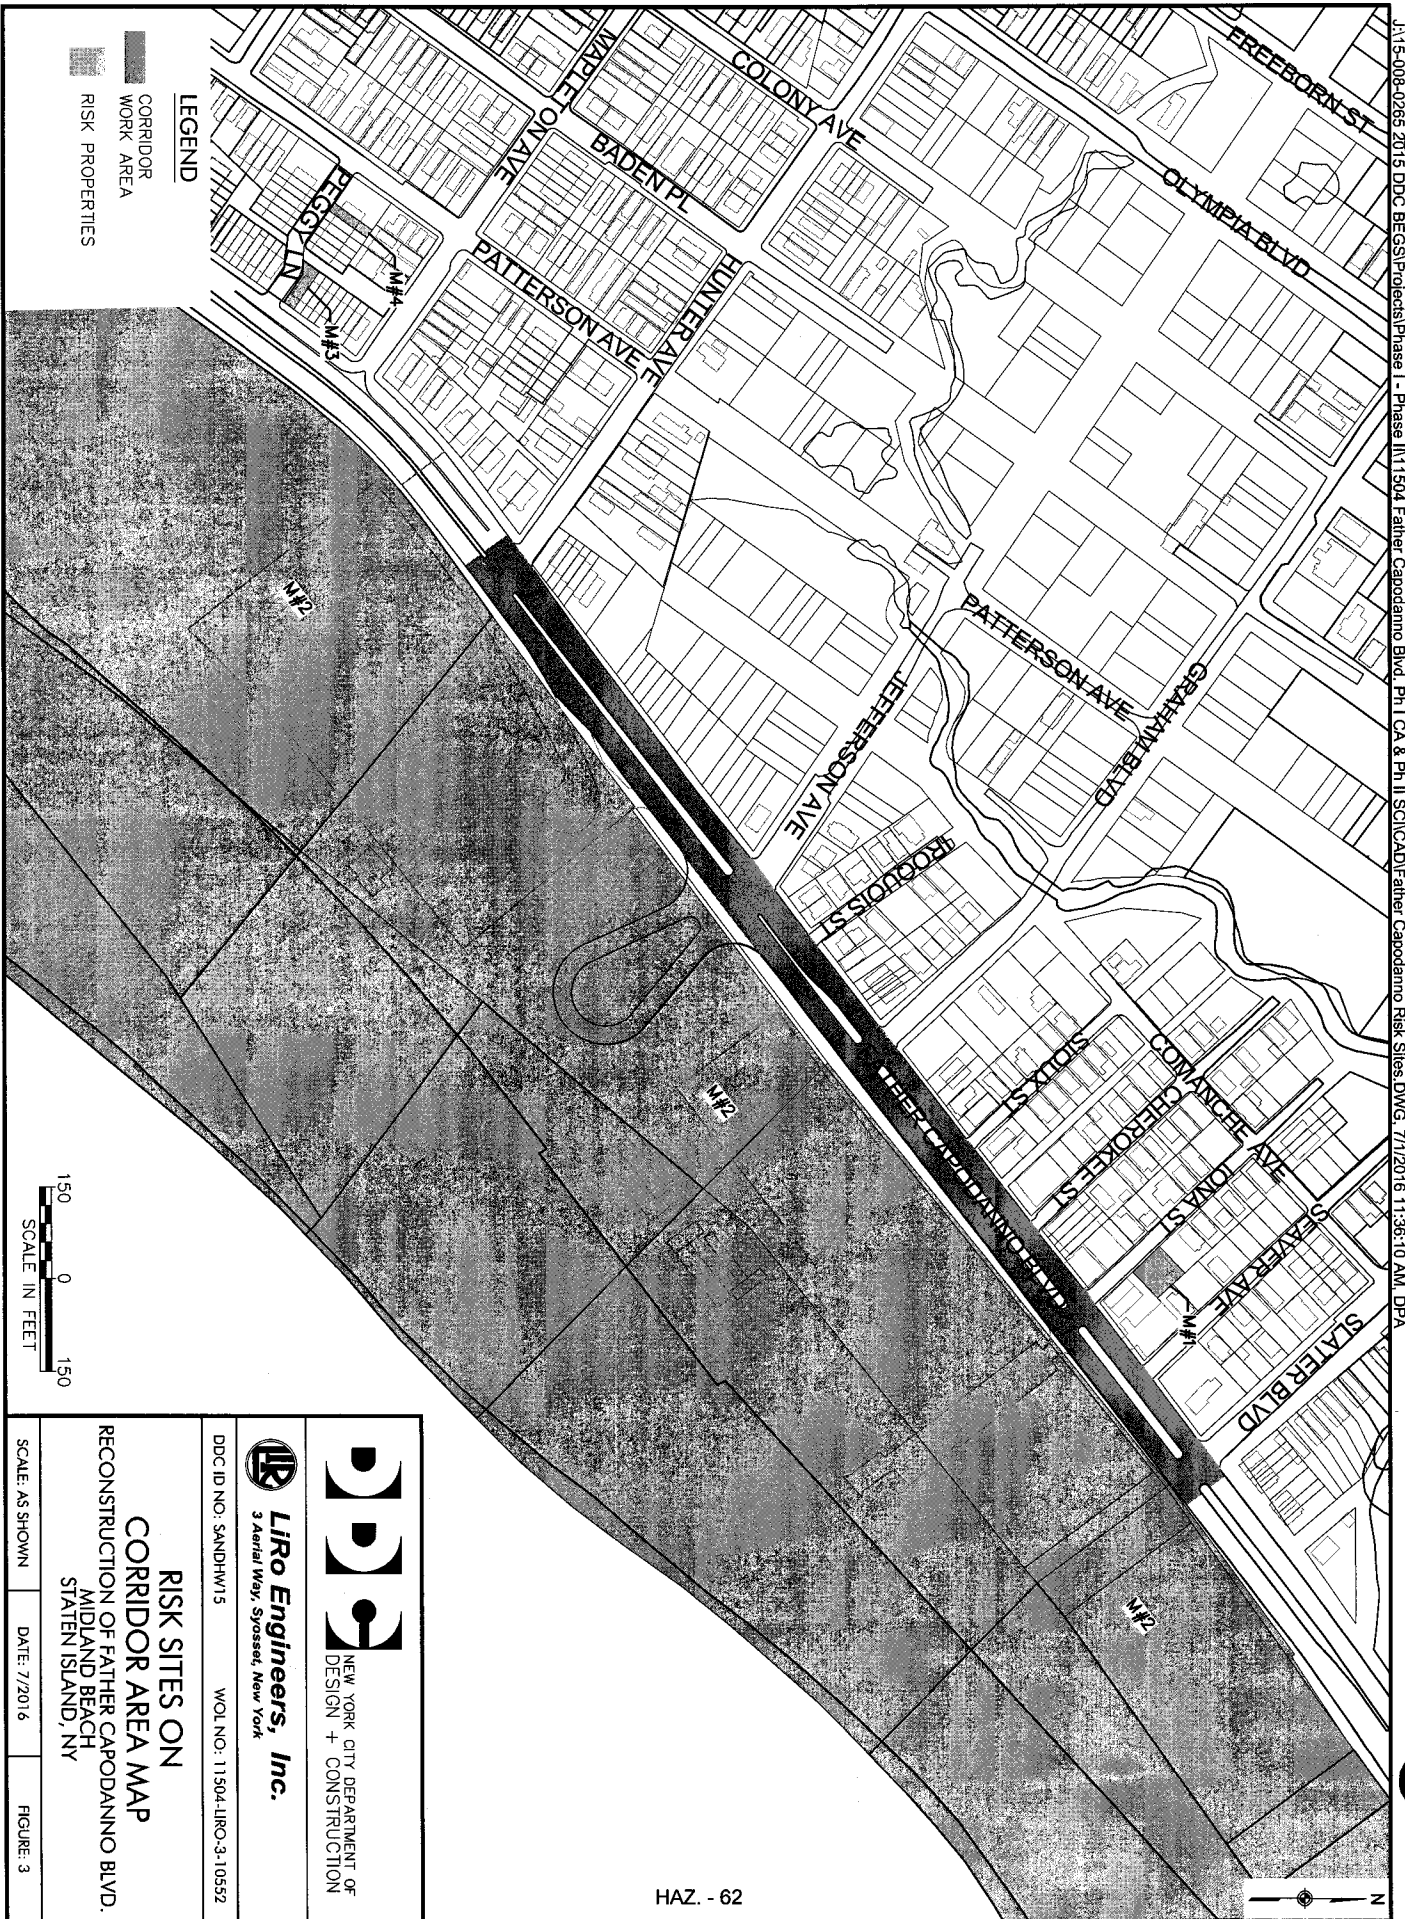 J:\15-008-0265 2015 DDC BEGS\Projects\Phase I - Phase II\11504 Father Capodanno Blvd. Ph I CA & Ph II SCI\CAD\Father Capodanno Risk Sites.DWG, 7/1/2016 11:36:10 AM, DPA
FREEBORN ST
OLYMPIA BLVD
COLONY AVE
MAPLETON AVE
BADEN PL
HUNTER AVE
PATTERSON AVE
PEGGY LN
M#4
M#3
PATTERSON AVE
GRAHAM BLVD
JEFFERSON AVE
IROQUOIS ST
SIOUX ST
COMANCHE AVE
CHEROKEE ST
IONA ST
SEAVER AVE
SLATER BLVD
M#1
THER CAPODANNO BLVD
M#2
M#2
M#2
LEGEND
CORRIDOR
WORK AREA
RISK PROPERTIES
150 0 150
SCALE IN FEET
N
DDC
NEW YORK CITY DEPARTMENT OF
DESIGN + CONSTRUCTION
LiRo Engineers, Inc.
3 Aerial Way, Syosset, New York
DDC ID NO: SANDHW15
WOL NO: 11504-LIRO-3-10552
RISK SITES ON
CORRIDOR AREA MAP
RECONSTRUCTION OF FATHER CAPODANNO BLVD.
MIDLAND BEACH
STATEN ISLAND, NY
SCALE: AS SHOWN
DATE: 7/2016
FIGURE: 3
HAZ. - 62